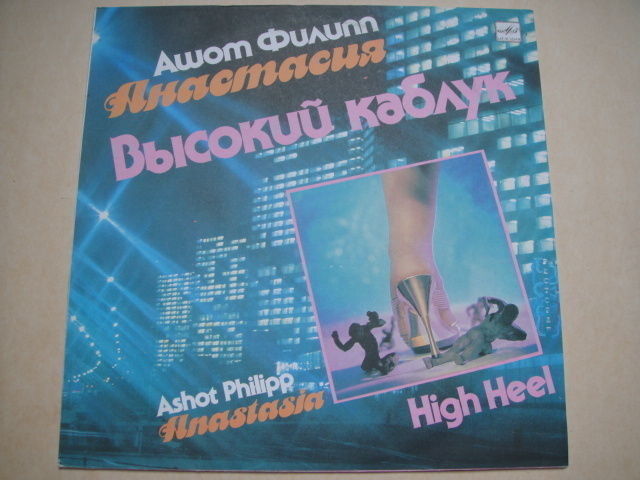 Ашот Филипп
Анастасия
Высокий каблук
Ashot Philipp
Anastasia
High Heel